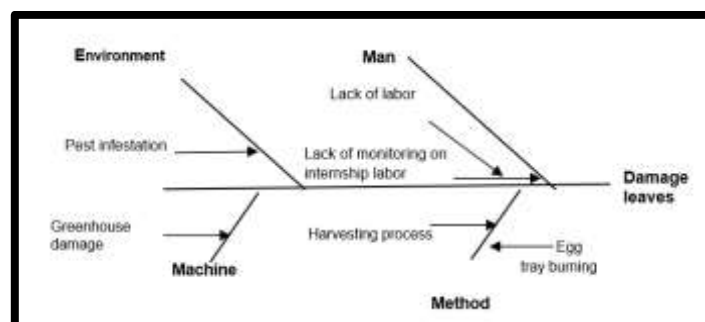 Environment
Man
Lack of labor
Pest infestation
Lack of monitoring on
internship labor
Damage
leaves
Greenhouse
damage
Harvesting process
Egg
tray burning
Machine
Method